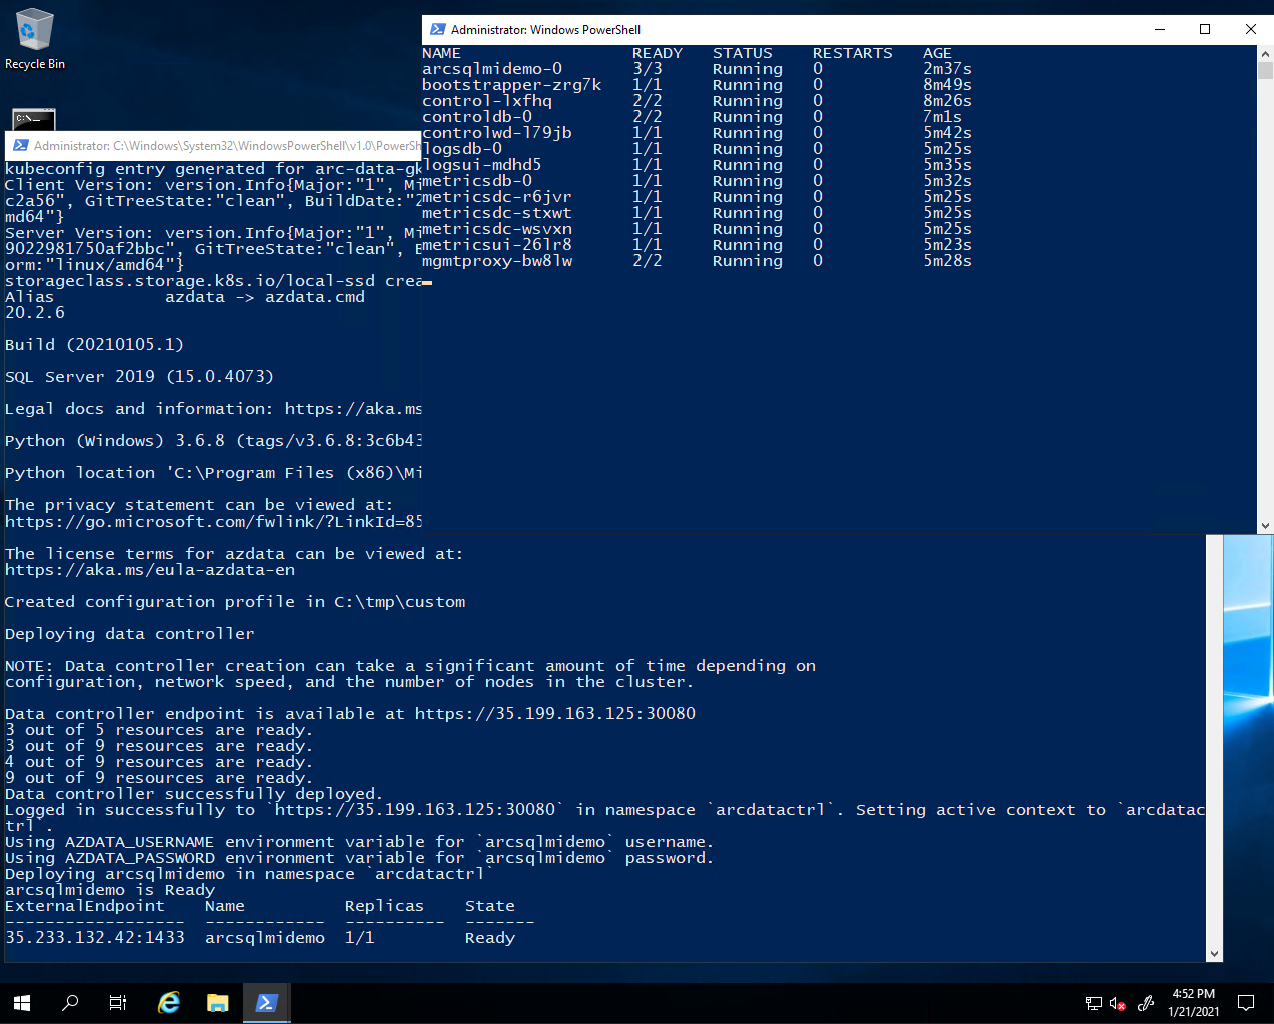 Recycle Bin
Administrator: Windows PowerShell
NAME READY STATUS RESTARTS AGE
arcsqlmidemo-0 3/3 Running 0 2m37s
bootstrapper-zrg7k 1/1 Running 0 8m49s
control-lxfhq 2/2 Running 0 8m26s
controldb-0 2/2 Running 0 7m1s
controlwd-l79jb 1/1 Running 0 5m42s
logsdb-0 1/1 Running 0 5m25s
logsui-mdhd5 1/1 Running 0 5m35s
metricsdb-0 1/1 Running 0 5m32s
metricsdc-r6jvr 1/1 Running 0 5m25s
metricsdc-stxwt 1/1 Running 0 5m25s
metricsdc-wsvxn 1/1 Running 0 5m25s
metricsui-26lr8 1/1 Running 0 5m23s
mgmtproxy-bw8lw 2/2 Running 0 5m28s
C:\._
Administrator: C:\Windows\System32\WindowsPowerShell\v1.0\PowerSh
kubeconfig entry generated for arc-data-gk
Client Version: version.Info{Major:"1", Mi
c2a56", GitTreeState:"clean", BuildDate:"2
md64"}
Server Version: version.Info{Major:"1", Mi
9022981750af2bbc", GitTreeState:"clean", B
orm:"linux/amd64"}
storageclass.storage.k8s.io/local-ssd crea
Alias azdata -> azdata.cmd
20.2.6
Build (20210105.1)
SQL Server 2019 (15.0.4073)
Legal docs and information: https://aka.ms
Python (Windows) 3.6.8 (tags/v3.6.8:3c6b43
Python location 'C:\Program Files (x86)\Mi
The privacy statement can be viewed at:
https://go.microsoft.com/fwlink/?LinkId=85
The license terms for azdata can be viewed at:
https://aka.ms/eula-azdata-en
Created configuration profile in C:\tmp\custom
Deploying data controller
NOTE: Data controller creation can take a significant amount of time depending on
configuration, network speed, and the number of nodes in the cluster.
Data controller endpoint is available at https://35.199.163.125:30080
3 out of 5 resources are ready.
3 out of 9 resources are ready.
4 out of 9 resources are ready.
9 out of 9 resources are ready.
Data controller successfully deployed.
Logged in successfully to `https://35.199.163.125:30080` in namespace `arcdatactrl`. Setting active context to `arcdatac
trl`.
Using AZDATA_USERNAME environment variable for `arcsqlmidemo` username.
Using AZDATA_PASSWORD environment variable for `arcsqlmidemo` password.
Deploying arcsqlmidemo in namespace `arcdatactrl`
arcsqlmidemo is Ready
ExternalEndpoint Name Replicas State
------------------ ------------ ---------- -------
35.233.132.42:1433 arcsqlmidemo 1/1 Ready
4:52 PM
1/21/2021